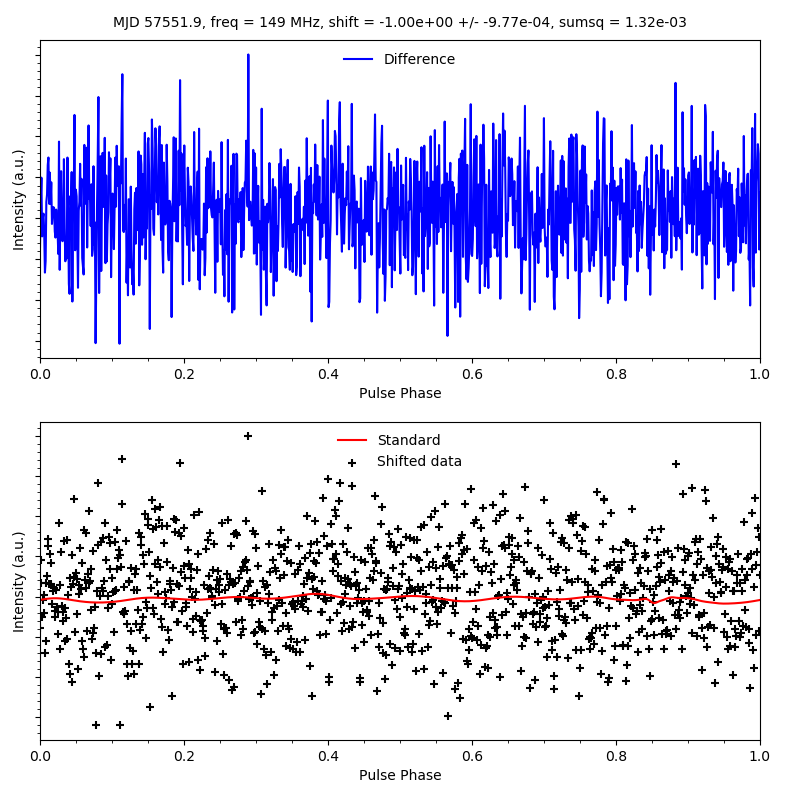 MJD 57551.9, freq = 149 MHz, shift = -1.00e+00 +/- -9.77e-04, sumsq = 1.32e-03
Difference
Intensity (a.u.)
0.0 0.2 0.4 0.6 0.8 1.0
Pulse Phase
Standard
Shifted data
Intensity (a.u.)
0.0 0.2 0.4 0.6 0.8 1.0
Pulse Phase